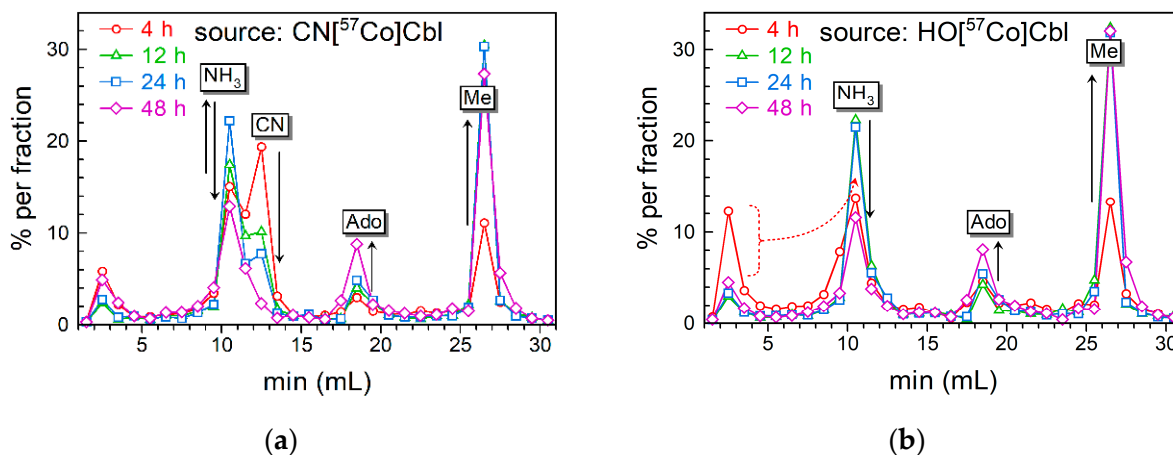 source: CN[⁵⁷Co]Cbl
4 h
12 h
24 h
48 h
NH₃
CN
Ado
Me
% per fraction
30
20
10
0
5
10
15
20
25
30
min (mL)
(a)
source: HO[⁵⁷Co]Cbl
4 h
12 h
24 h
48 h
NH₃
Ado
Me
% per fraction
30
20
10
0
5
10
15
20
25
30
min (mL)
(b)